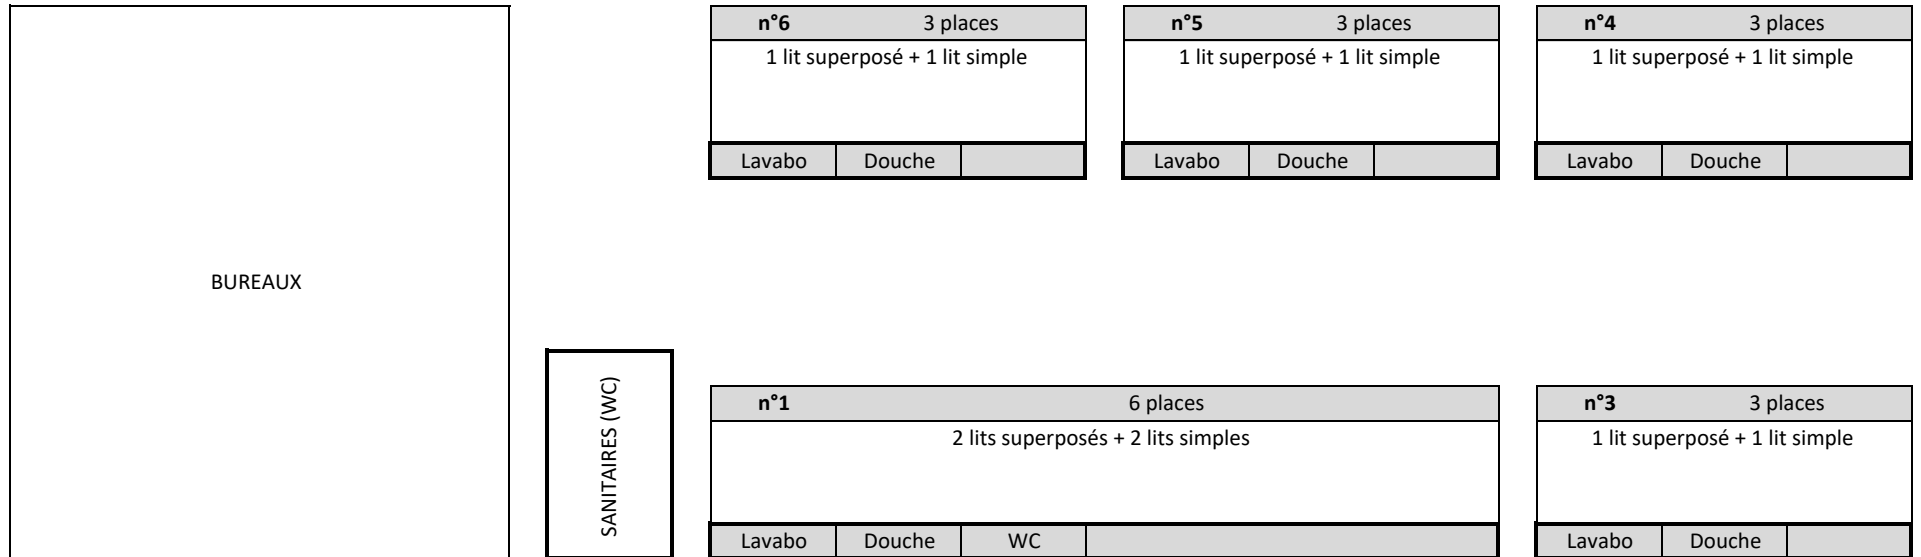 n°6 3 places
1 lit superposé + 1 lit simple
Lavabo Douche
n°5 3 places
1 lit superposé + 1 lit simple
Lavabo Douche
n°4 3 places
1 lit superposé + 1 lit simple
Lavabo Douche
BUREAUX
SANITAIRES (WC)
n°1 6 places
2 lits superposés + 2 lits simples
Lavabo Douche WC
n°3 3 places
1 lit superposé + 1 lit simple
Lavabo Douche